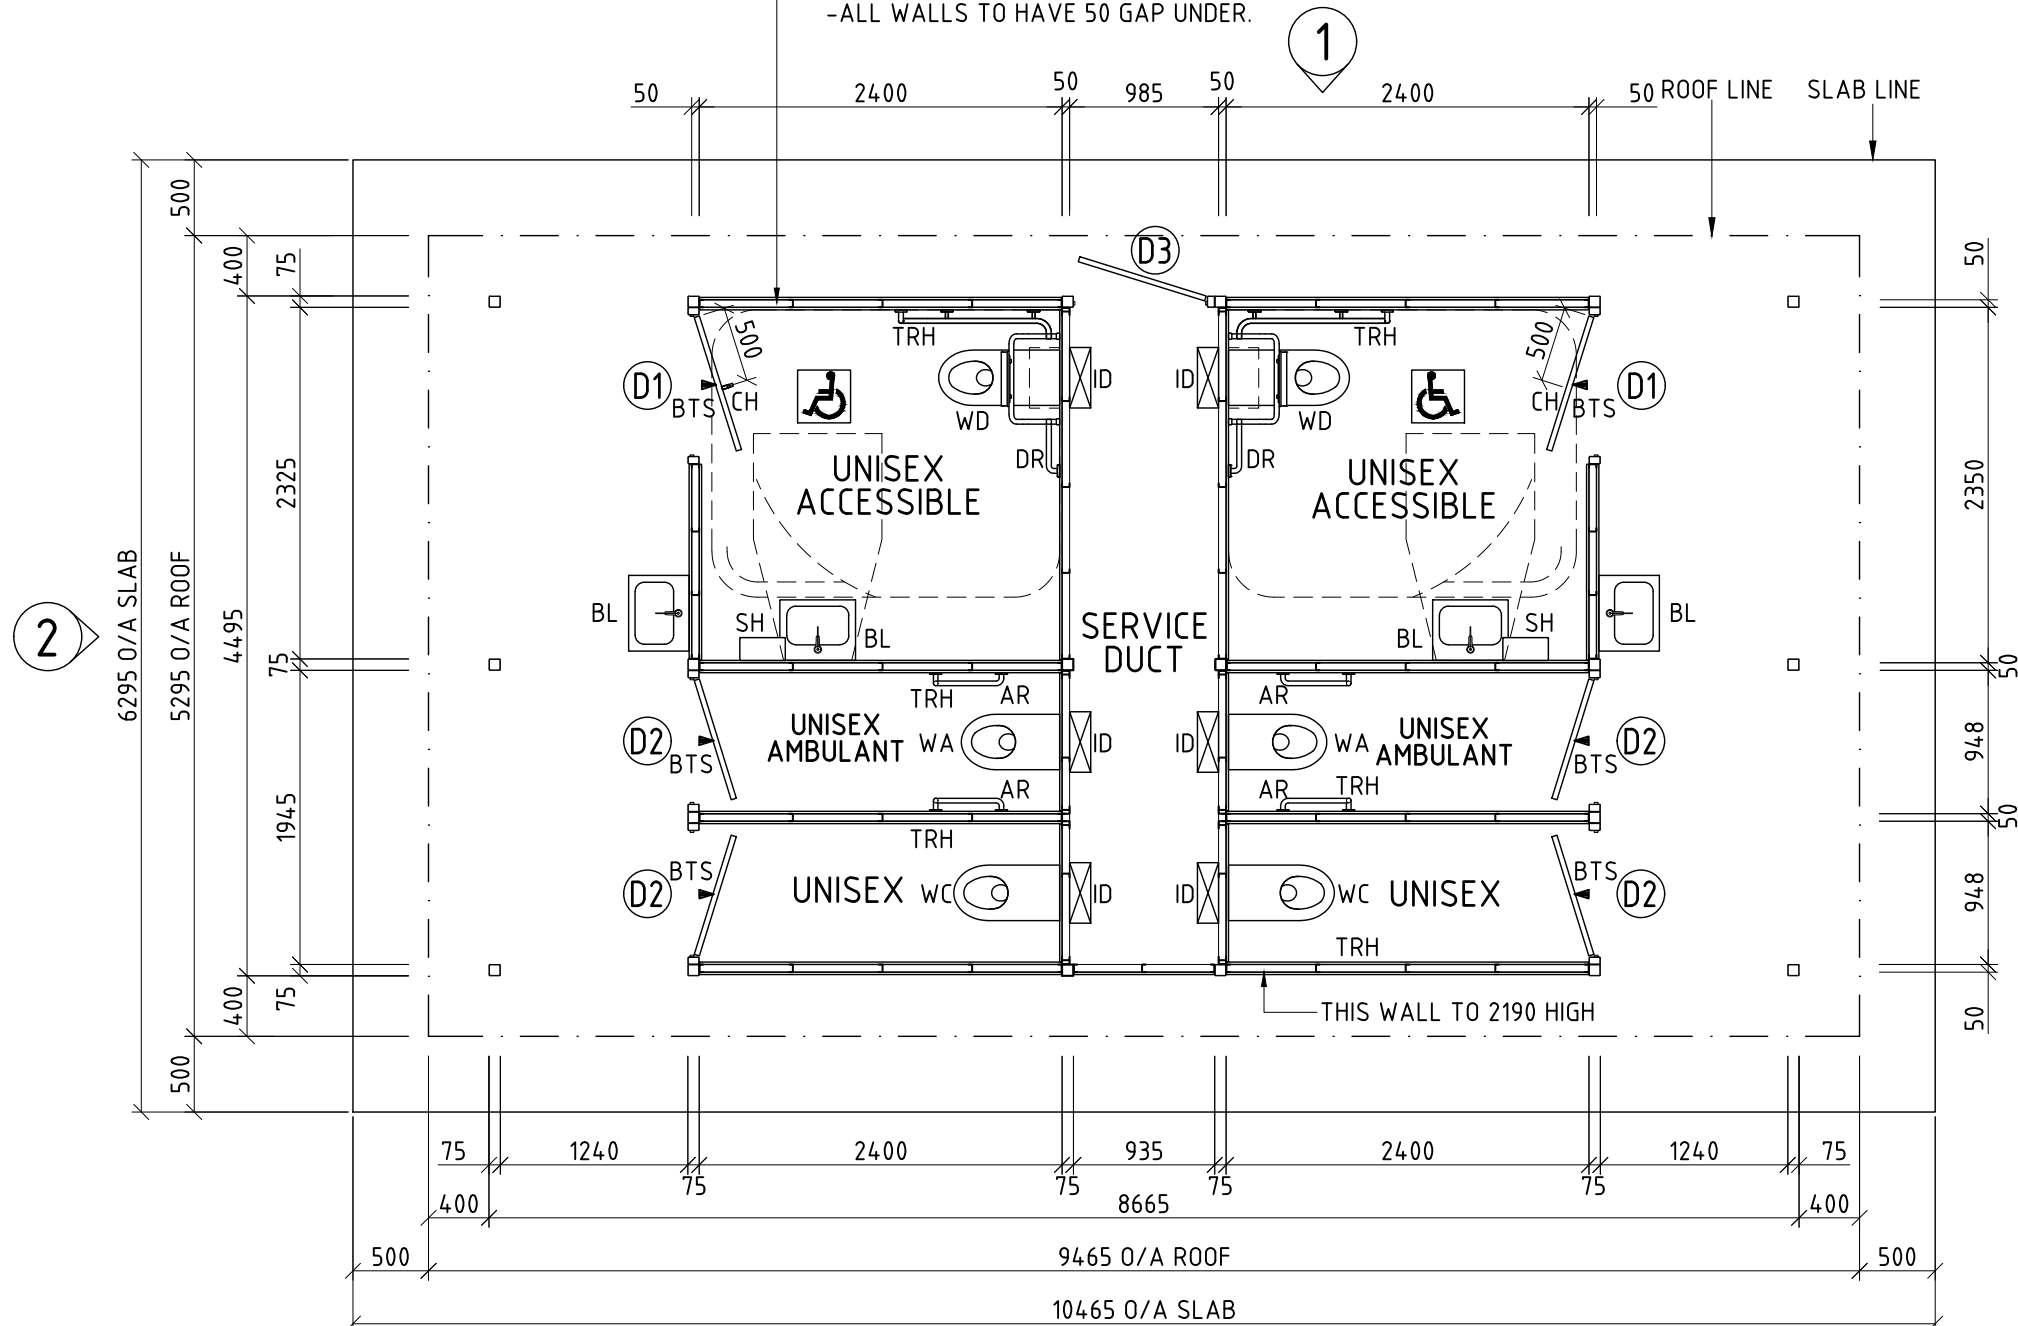 -ALL WALLS TO HAVE 50 GAP UNDER.
1
50
2400
50
985
50
2400
50
ROOF LINE
SLAB LINE
500
400
75
D3
50
500
500
TRH
TRH
D1
BTS
CH
WD
ID
ID
WD
CH
BTS
D1
DR
DR
UNISEX
ACCESSIBLE
UNISEX
ACCESSIBLE
2325
2350
6295 O/A SLAB
5295 O/A ROOF
4495
2
BL
SH
BL
SERVICE
DUCT
BL
SH
BL
75
50
TRH
AR
AR
D2
BTS
UNISEX
AMBULANT
WA
ID
ID
WA
UNISEX
AMBULANT
BTS
D2
948
AR
AR
TRH
1945
50
TRH
BTS
D2
UNISEX
WC
ID
ID
WC
UNISEX
BTS
D2
948
TRH
75
400
THIS WALL TO 2190 HIGH
50
500
75
1240
2400
935
2400
1240
75
75
75
75
75
400
8665
400
500
9465 O/A ROOF
500
10465 O/A SLAB